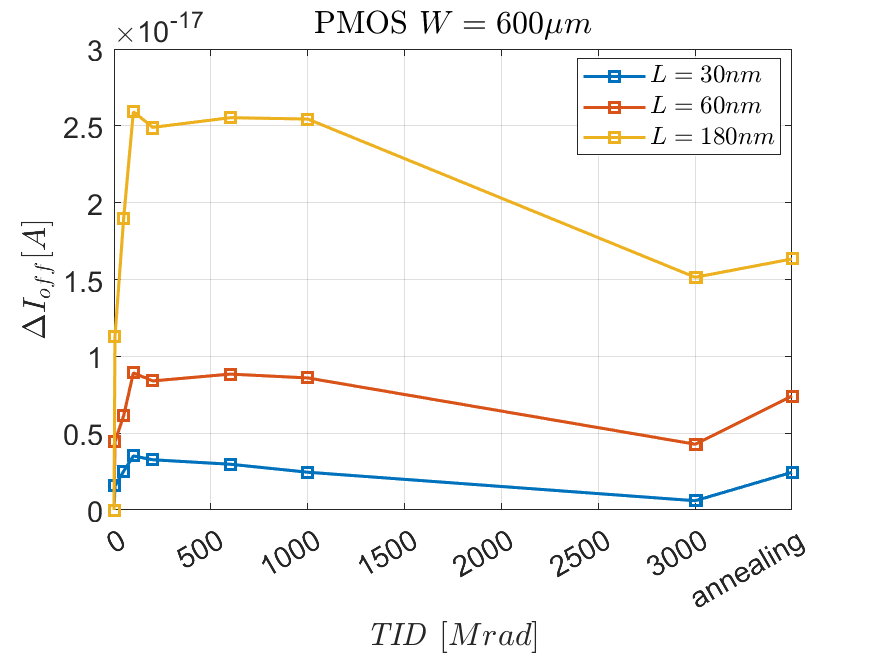 PMOS W = 600μm
×10-17
L = 30nm
L = 60nm
L = 180nm
3
2.5
2
1.5
1
0.5
0
ΔIoff[A]
0
500
1000
1500
2000
2500
3000
annealing
TID [Mrad]